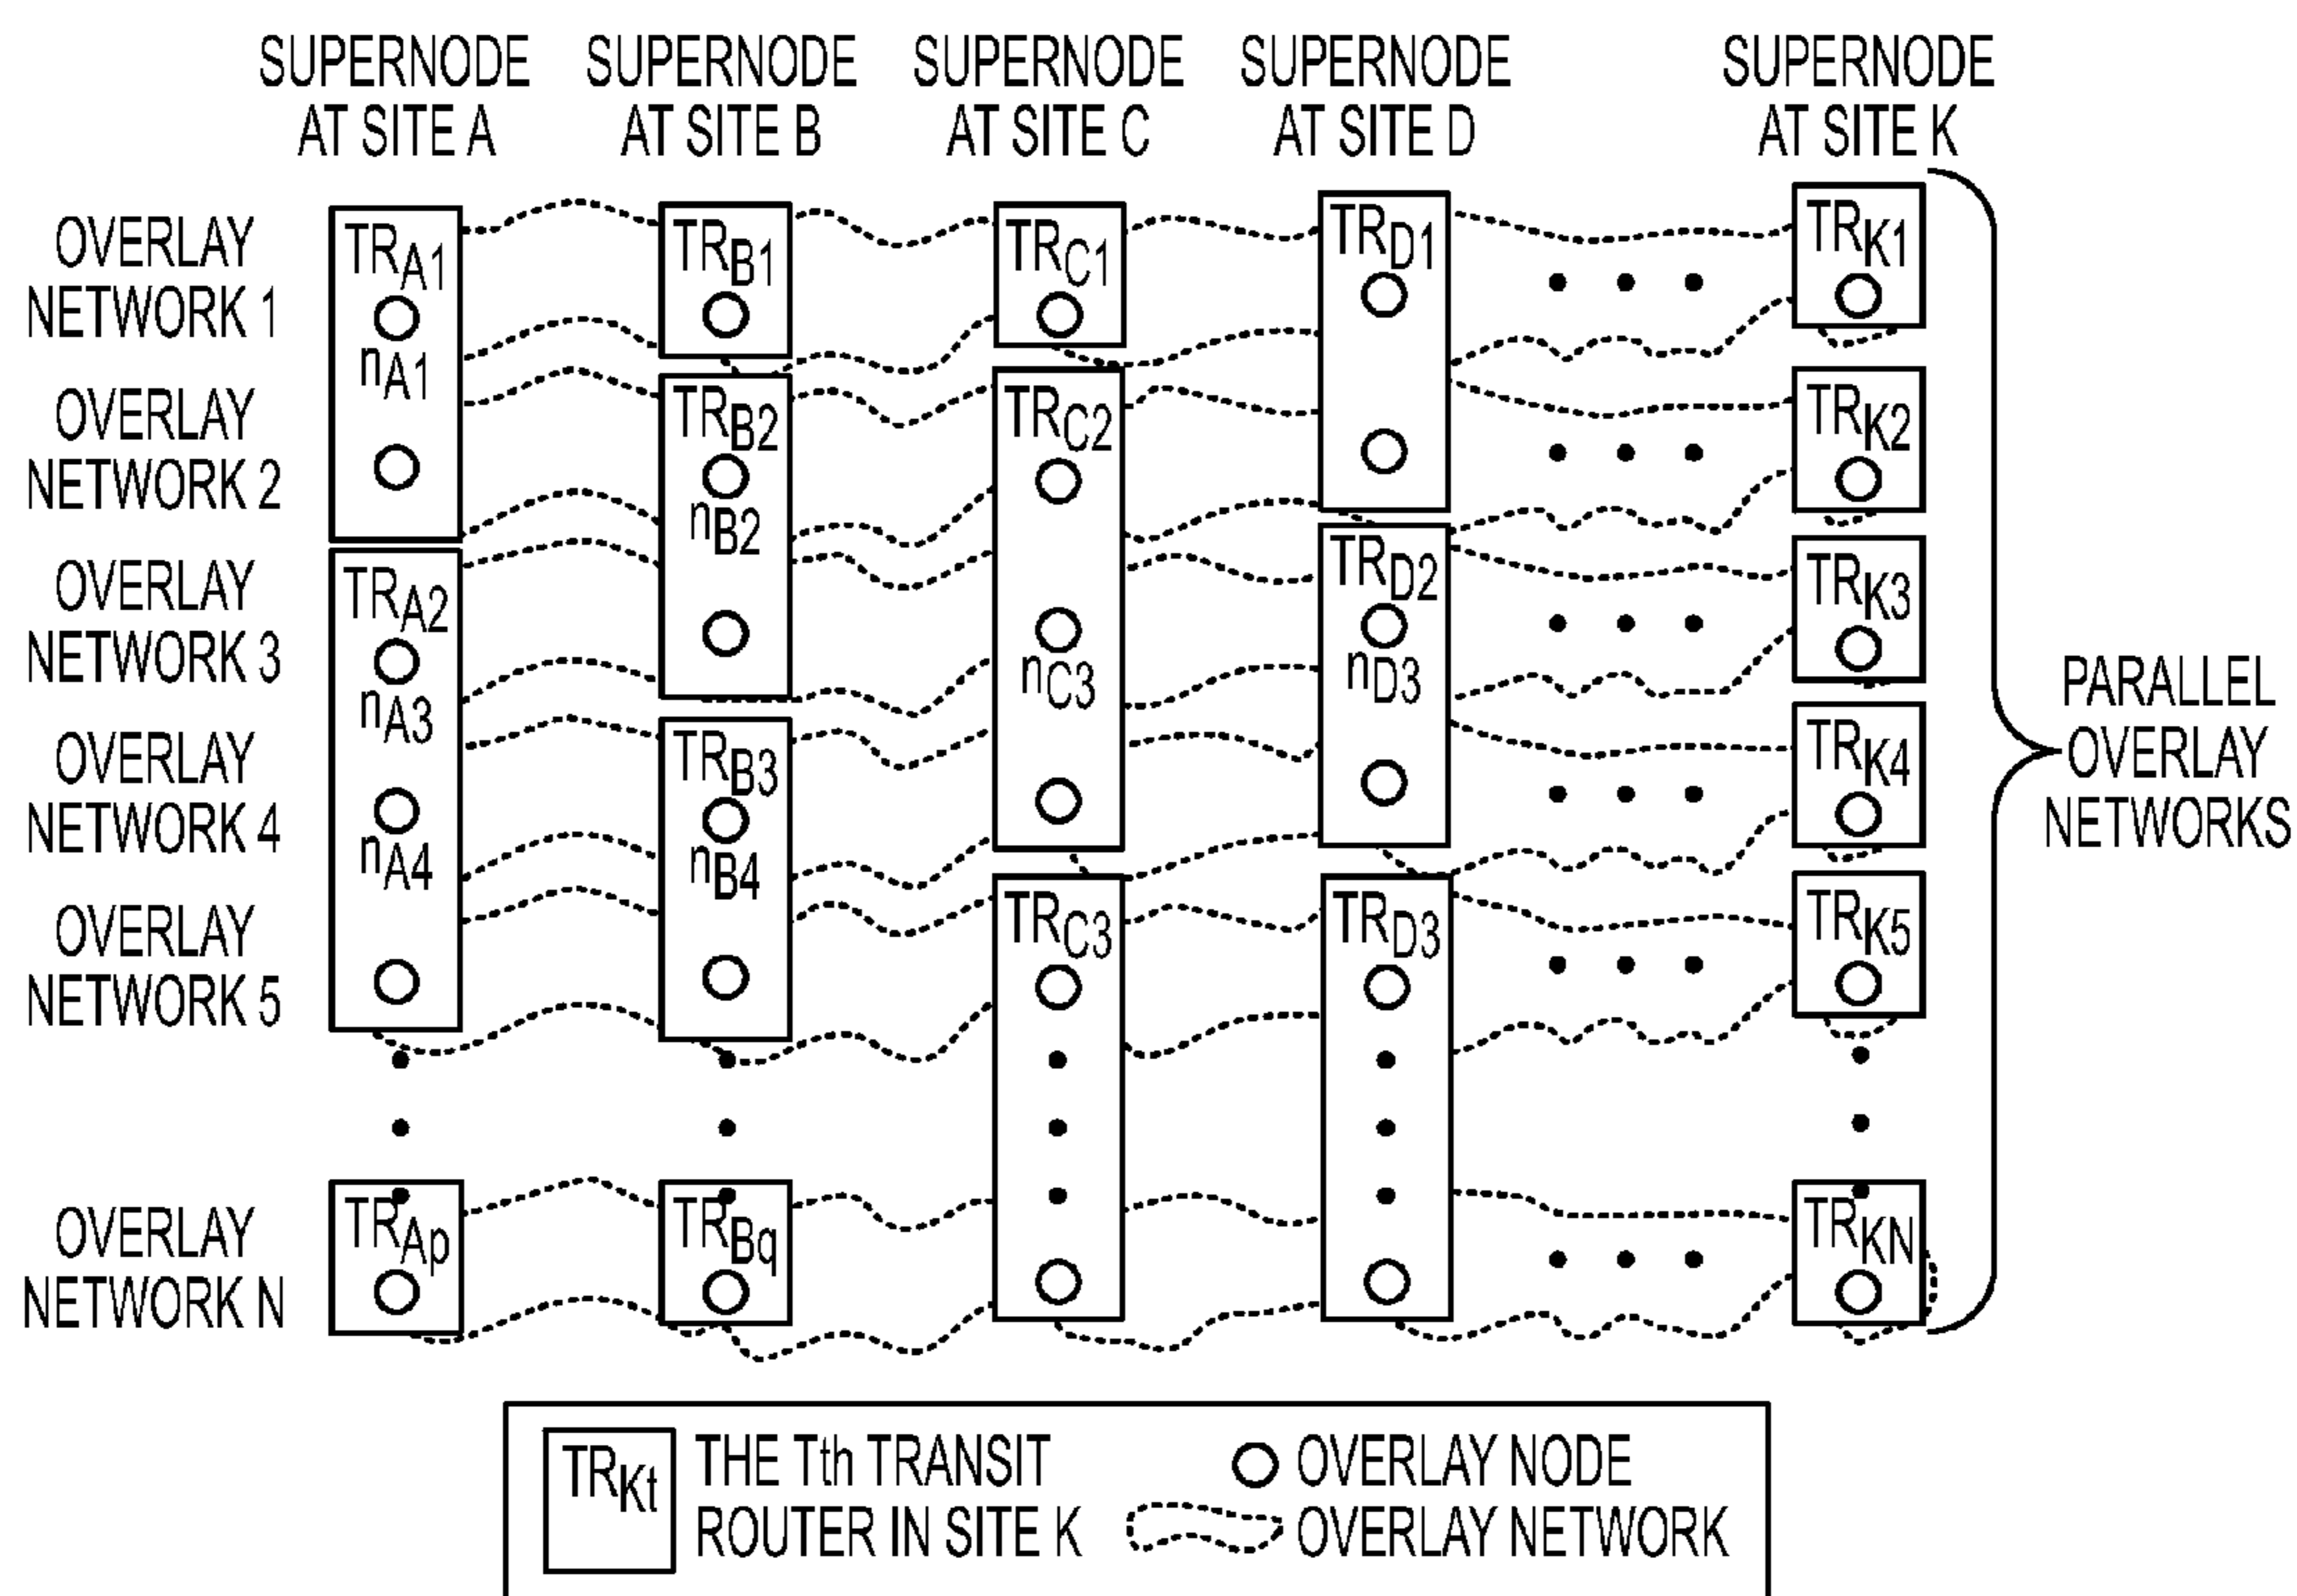 SUPERNODE
AT SITE A
SUPERNODE
AT SITE B
SUPERNODE
AT SITE C
SUPERNODE
AT SITE D
SUPERNODE
AT SITE K
OVERLAY
NETWORK 1
OVERLAY
NETWORK 2
OVERLAY
NETWORK 3
OVERLAY
NETWORK 4
OVERLAY
NETWORK 5
OVERLAY
NETWORK N
TRA1
nA1
TRA2
nA3
nA4
TRAp
TRB1
TRB2
nB2
TRB3
nB4
TRBq
TRC1
TRC2
nC3
TRC3
TRD1
TRD2
nD3
TRD3
TRK1
TRK2
TRK3
TRK4
TRK5
TRKN
PARALLEL
OVERLAY
NETWORKS
TRKt
THE Tth TRANSIT
ROUTER IN SITE K
OVERLAY NODE
OVERLAY NETWORK